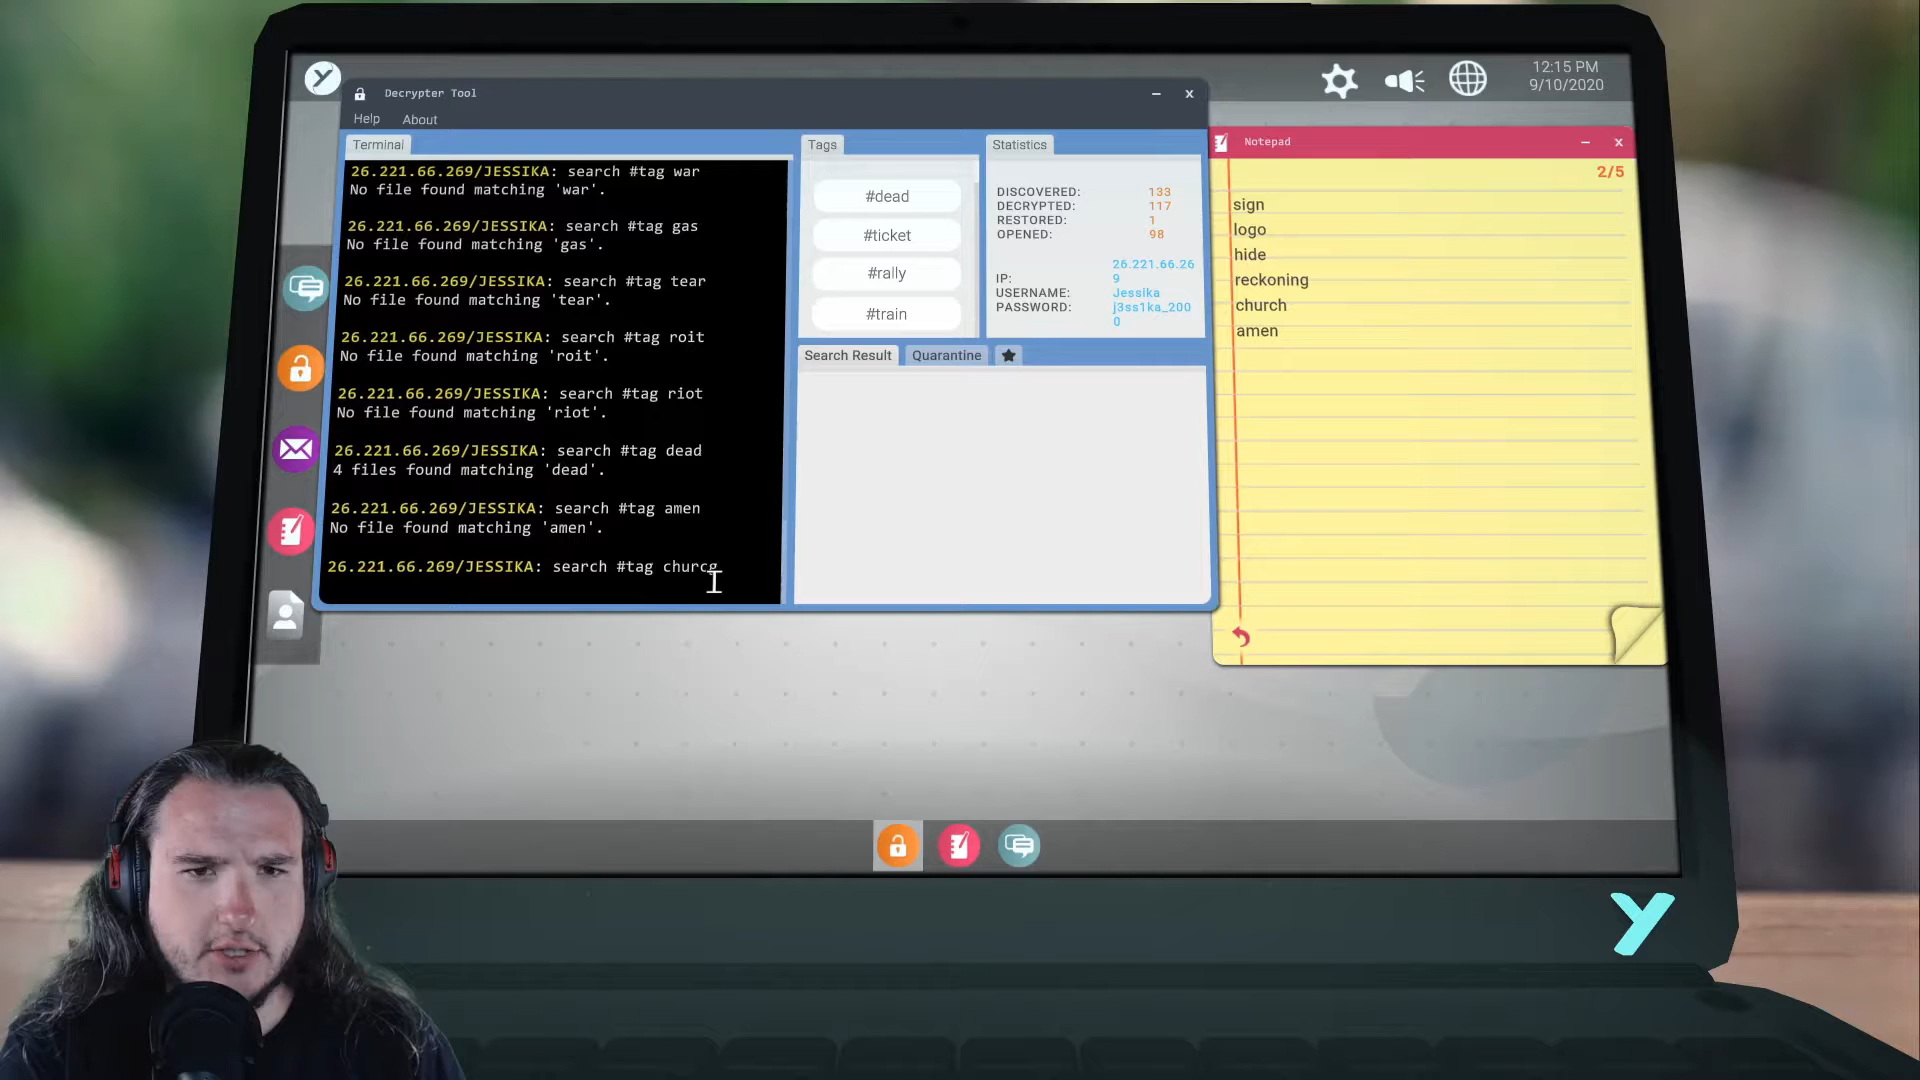 12:15 PM
9/10/2020
Decrypter Tool
Help About
Terminal
26.221.66.269/JESSIKA: search #tag war
No file found matching 'war'.
26.221.66.269/JESSIKA: search #tag gas
No file found matching 'gas'.
26.221.66.269/JESSIKA: search #tag tear
No file found matching 'tear'.
26.221.66.269/JESSIKA: search #tag roit
No file found matching 'roit'.
26.221.66.269/JESSIKA: search #tag riot
No file found matching 'riot'.
26.221.66.269/JESSIKA: search #tag dead
4 files found matching 'dead'.
26.221.66.269/JESSIKA: search #tag amen
No file found matching 'amen'.
26.221.66.269/JESSIKA: search #tag churcg
Tags
#dead
#ticket
#rally
#train
Statistics
DISCOVERED: 133
DECRYPTED: 117
RESTORED: 1
OPENED: 98
IP: 26.221.66.26
9
USERNAME: Jessika
PASSWORD: j3ss1ka_200
0
Search Result Quarantine
Notepad
2/5
sign
logo
hide
reckoning
church
amen
Y